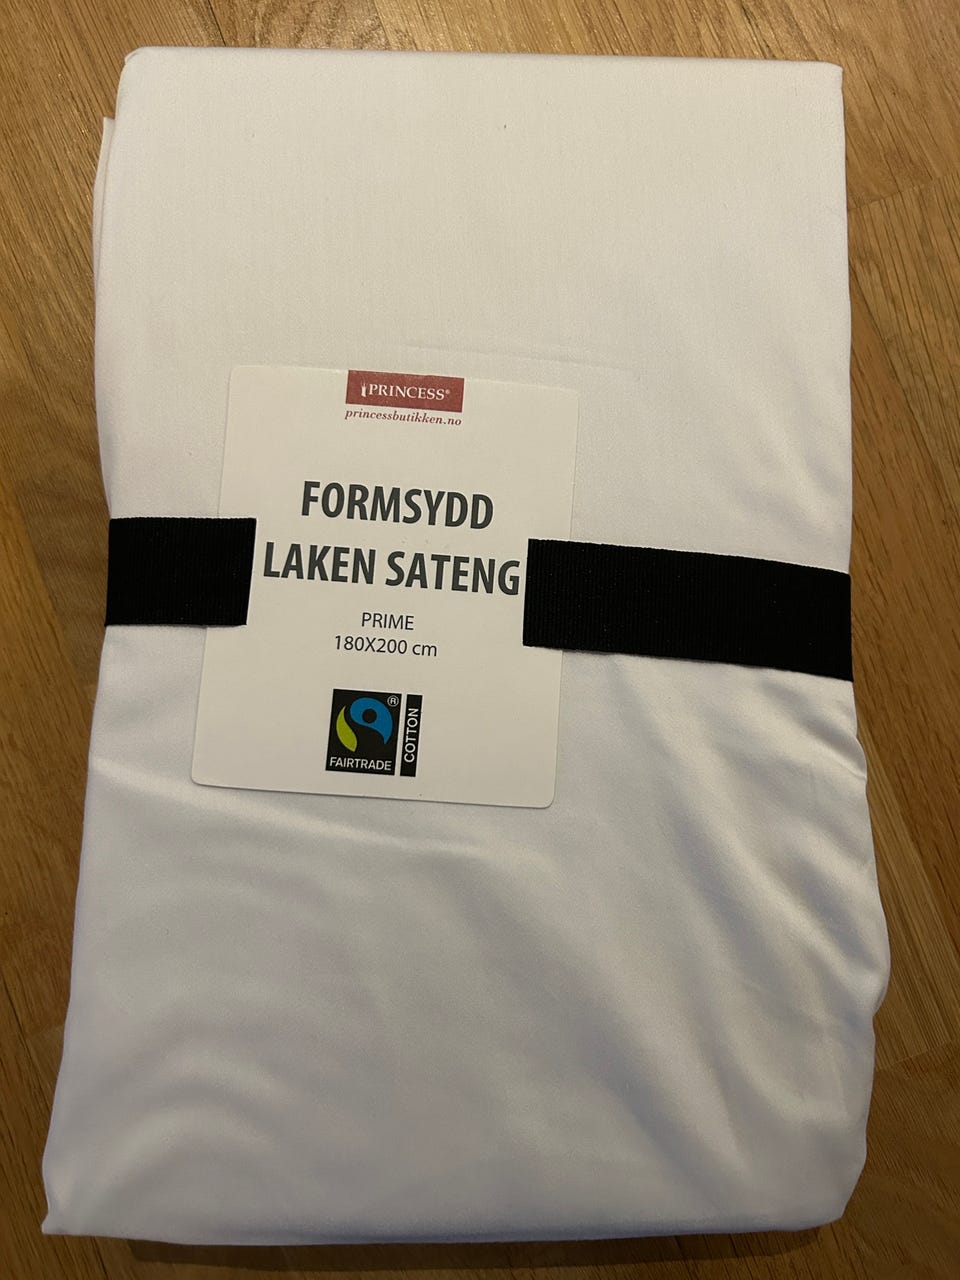 PRINCESS®
princessbutikken.no
FORMSYDD
LAKEN SATENG
PRIME
180X200 cm
®
FAIRTRADE
COTTON